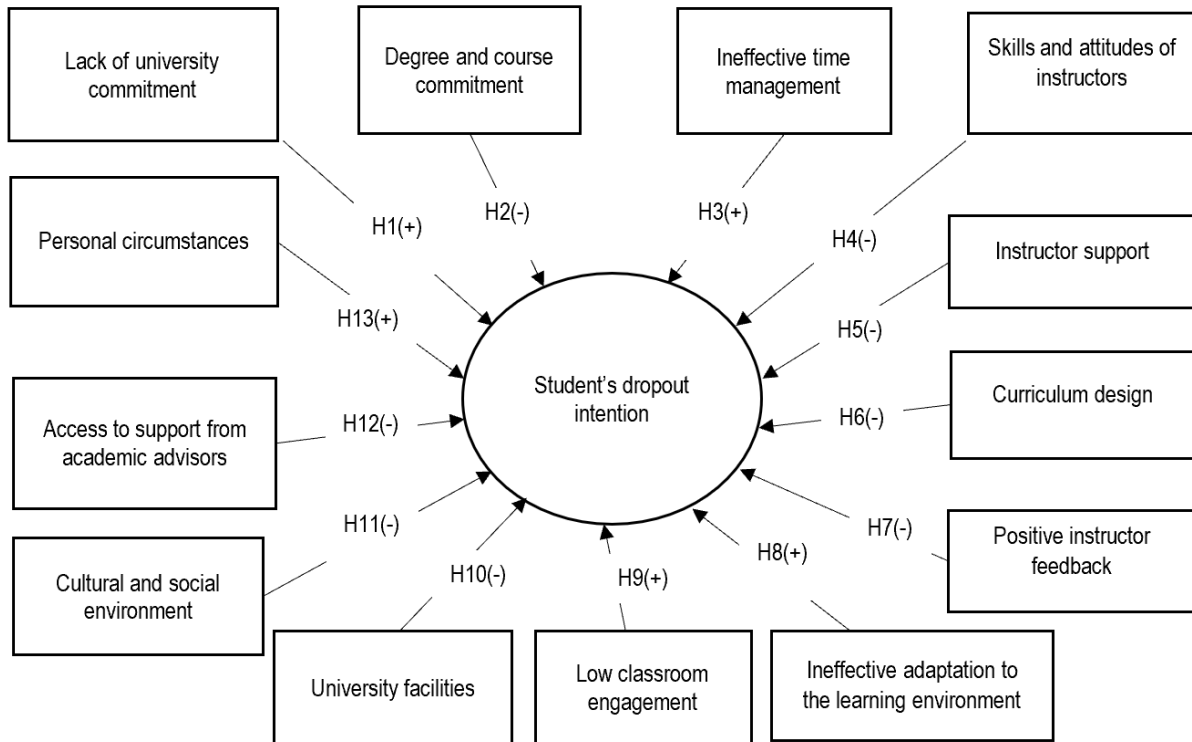 Lack of university
commitment
Degree and course
commitment
Ineffective time
management
Skills and attitudes of
instructors
H1(+)
H2(-)
H3(+)
H4(-)
Personal circumstances
Instructor support
H13(+)
H5(-)
Student’s dropout
intention
Curriculum design
H12(-)
H6(-)
Access to support from
academic advisors
H11(-)
H7(-)
Positive instructor
feedback
Cultural and social
environment
H10(-)
H9(+)
H8(+)
University facilities
Low classroom
engagement
Ineffective adaptation to
the learning environment